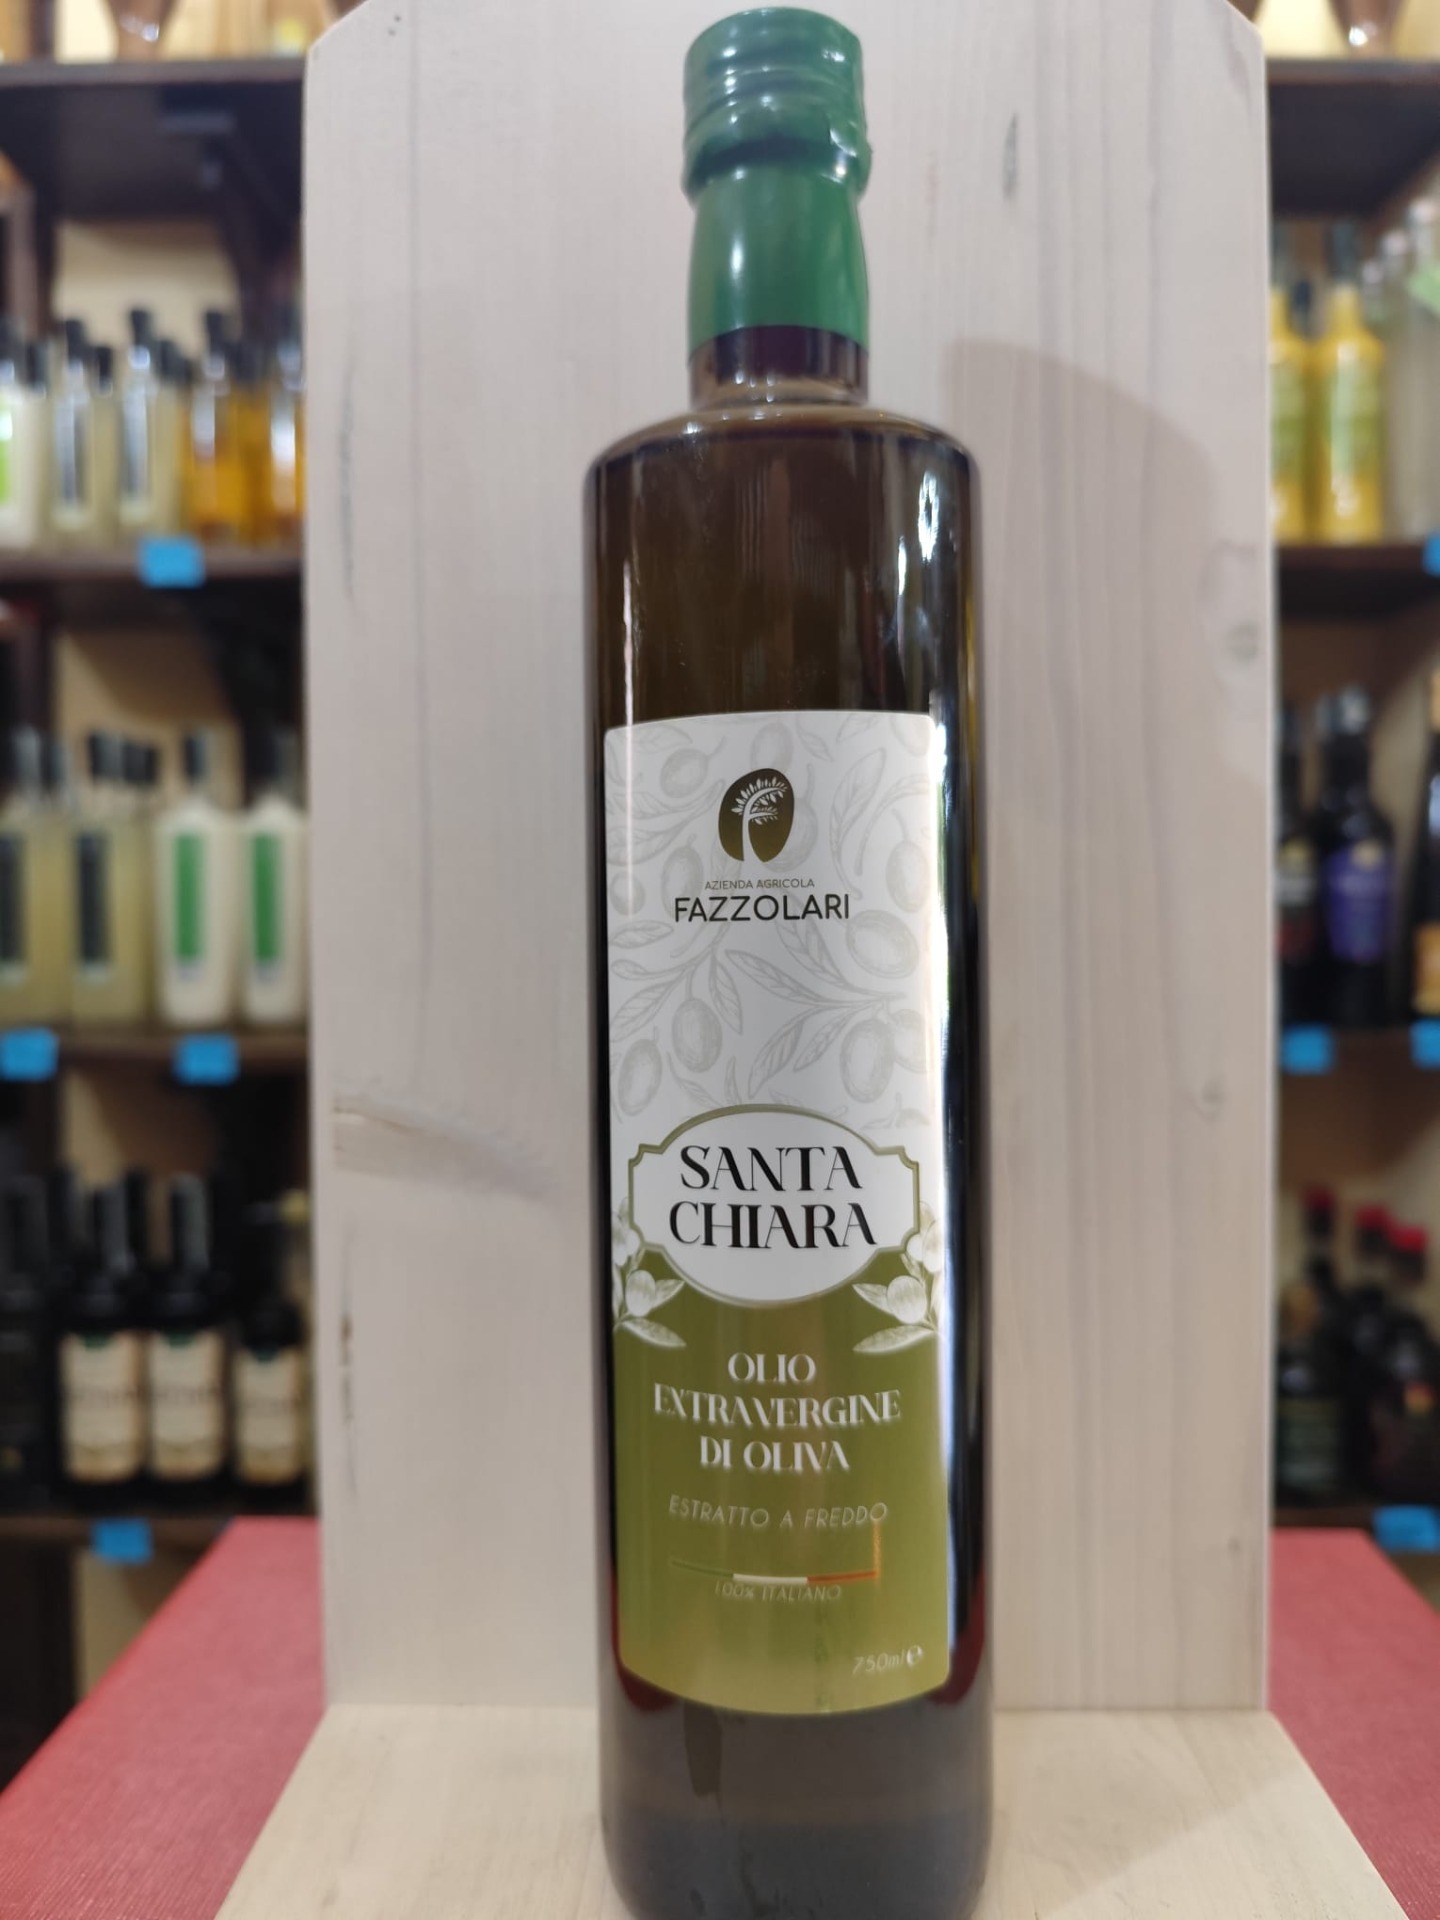 AZIENDA AGRICOLA
FAZZOLARI
SANTA
CHIARA
OLIO
EXTRAVERGINE
DI OLIVA
ESTRATTO A FREDDO
100% ITALIANO
750ml e